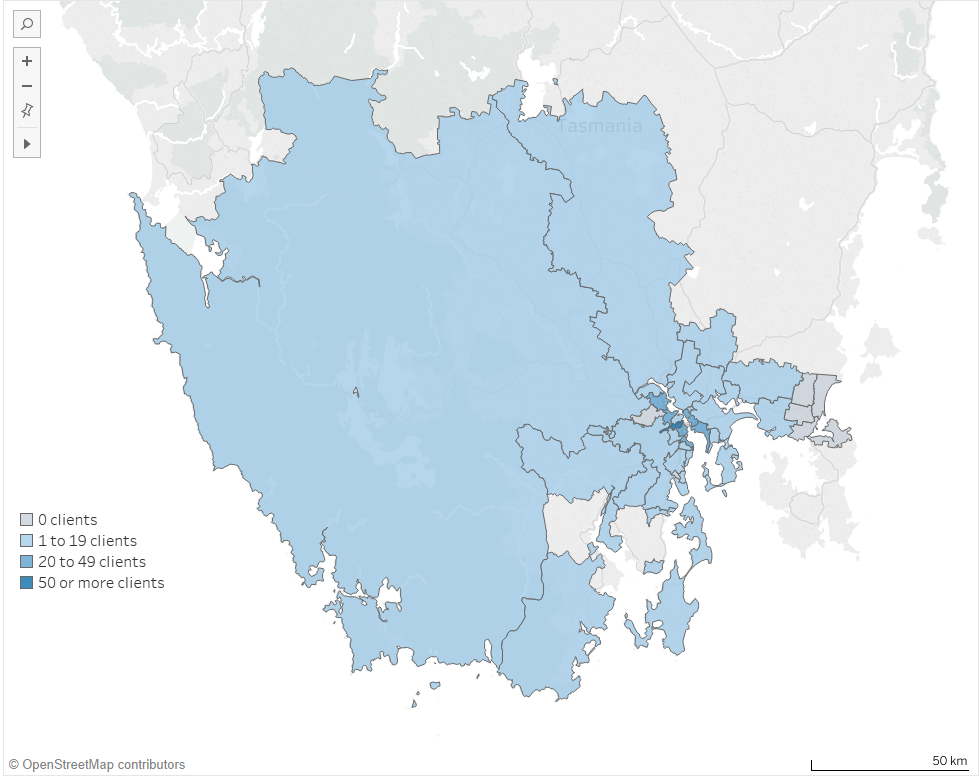 Tasmania
0 clients
1 to 19 clients
20 to 49 clients
50 or more clients
© OpenStreetMap contributors
50 km